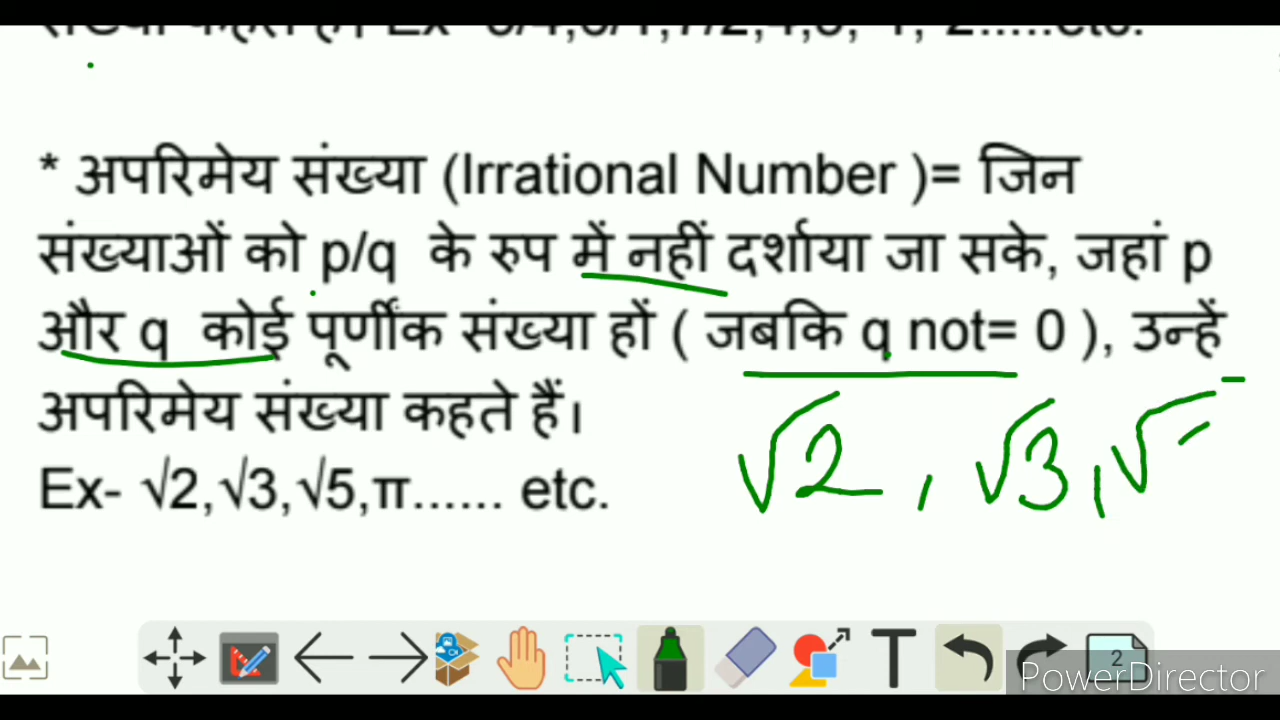 * अपरिमेय संख्या (Irrational Number )= जिन
संख्याओं को p/q के रुप में नहीं दर्शाया जा सके, जहां p
और q कोई पूर्णीक संख्या हों ( जबकि q not= 0 ), उन्हें
अपरिमेय संख्या कहते हैं।
Ex- √2,√3,√5,π...... etc.
√2 , √3, √
2
PowerDirector